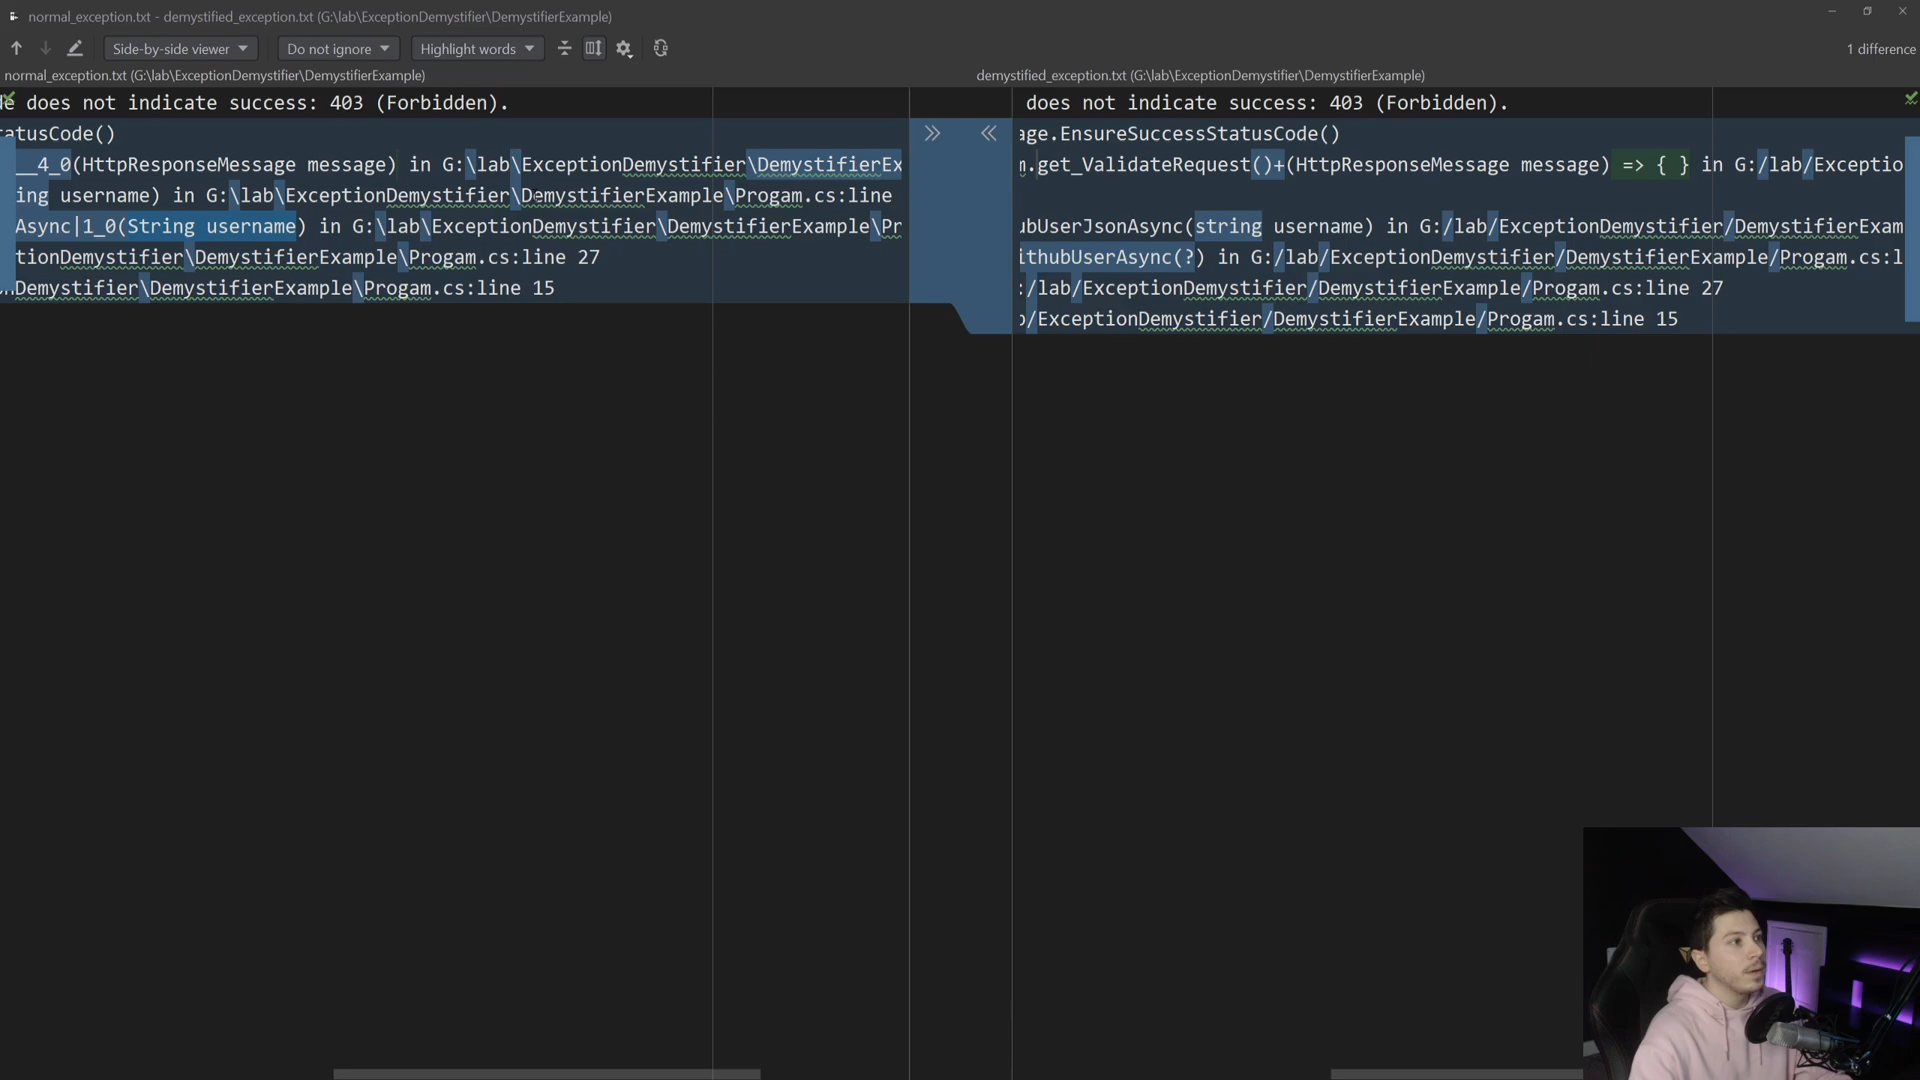 normal_exception.txt - demystified_exception.txt (G:\lab\ExceptionDemystifier\DemystifierExample)
Side-by-side viewer Do not ignore Highlight words 1 difference
normal_exception.txt (G:\lab\ExceptionDemystifier\DemystifierExample)
de does not indicate success: 403 (Forbidden).
tatusCode()
__4_0(HttpResponseMessage message) in G:\lab\ExceptionDemystifier\DemystifierEx
ing username) in G:\lab\ExceptionDemystifier\DemystifierExample\Progam.cs:line
Async|1_0(String username) in G:\lab\ExceptionDemystifier\DemystifierExample\Pr
tionDemystifier\DemystifierExample\Progam.cs:line 27
onDemystifier\DemystifierExample\Progam.cs:line 15
demystified_exception.txt (G:\lab\ExceptionDemystifier\DemystifierExample)
does not indicate success: 403 (Forbidden).
age.EnsureSuccessStatusCode()
m.get_ValidateRequest()+(HttpResponseMessage message) => { } in G:/lab/Exceptio
ubUserJsonAsync(string username) in G:/lab/ExceptionDemystifier/DemystifierExam
ithubUserAsync(?) in G:/lab/ExceptionDemystifier/DemystifierExample/Progam.cs:l
:/lab/ExceptionDemystifier/DemystifierExample/Progam.cs:line 27
b/ExceptionDemystifier/DemystifierExample/Progam.cs:line 15